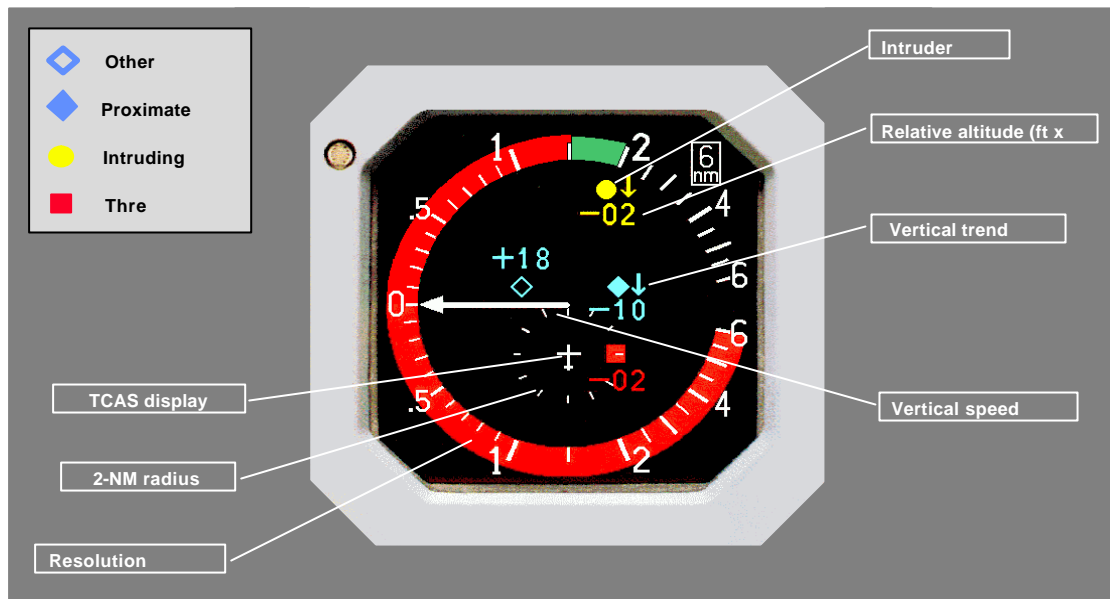 Other
Proximate
Intruding
Thre
Intruder
Relative altitude (ft x
Vertical trend
Vertical speed
TCAS display
2-NM radius
Resolution
1
2
6
nm
.5
4
-02
+18
6
0
-10
6
-02
.5
4
1
2